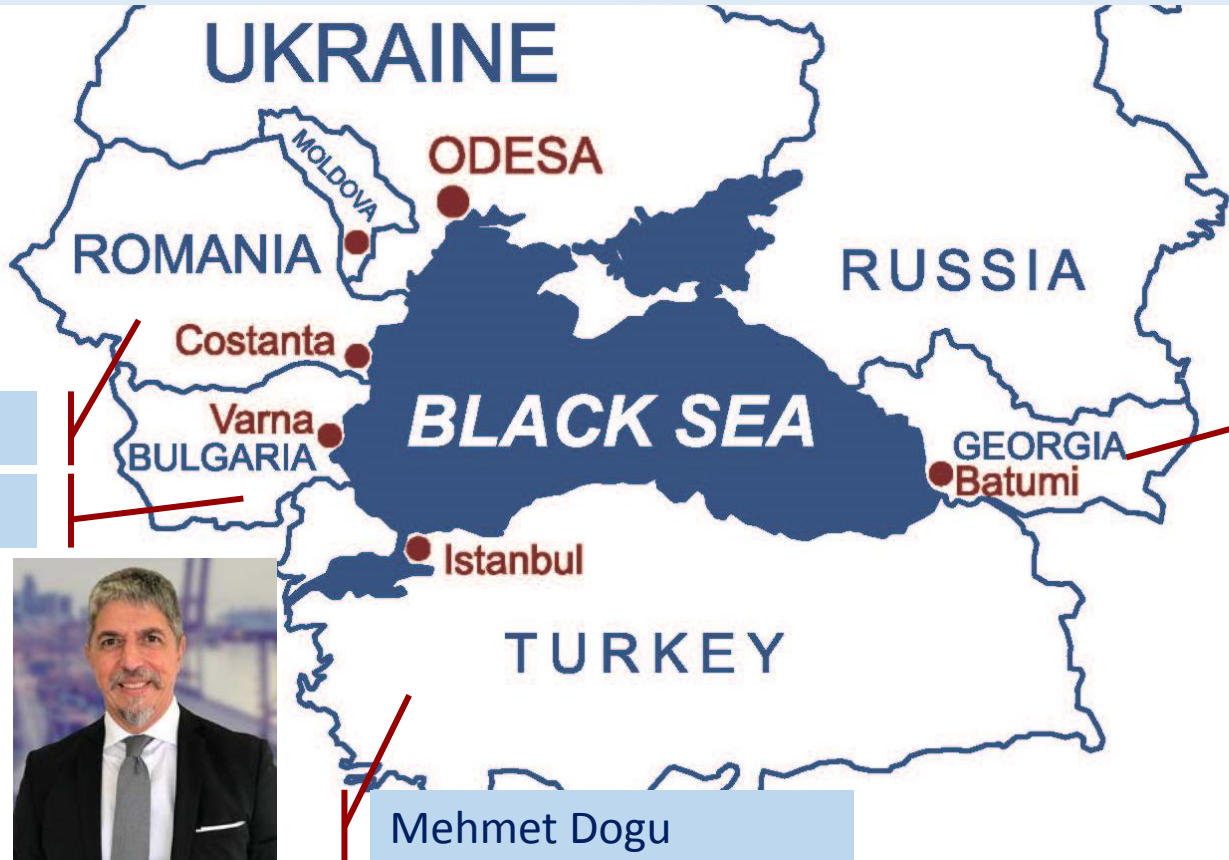 UKRAINE
MOLDOVA
ODESA
ROMANIA
RUSSIA
Costanta
BLACK SEA
Varna
BULGARIA
GEORGIA
Batumi
Istanbul
TURKEY
Mehmet Dogu